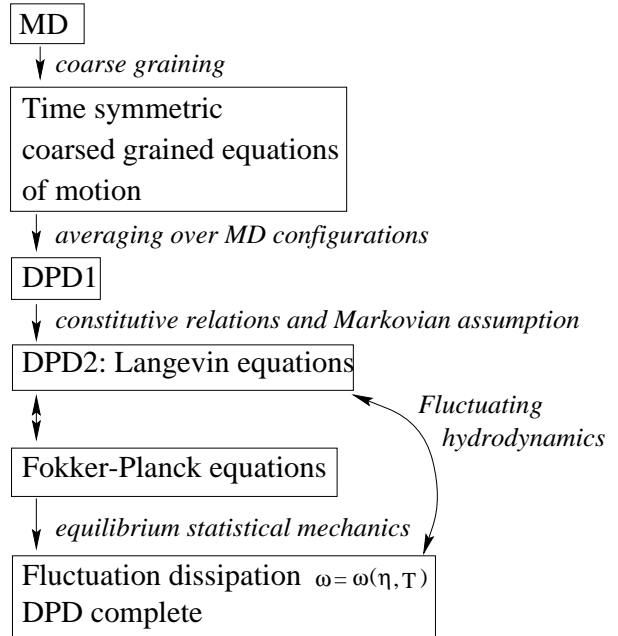 MD
coarse graining
Time symmetric
coarsed grained equations
of motion
averaging over MD configurations
DPD1
constitutive relations and Markovian assumption
DPD2: Langevin equations
Fluctuating
hydrodynamics
Fokker-Planck equations
equilibrium statistical mechanics
Fluctuation dissipation ω= ω(η,T)
DPD complete